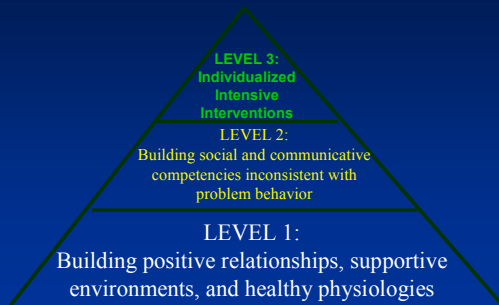 LEVEL 3:
Individualized
Intensive
Interventions
LEVEL 2:
Building social and communicative
competencies inconsistent with
problem behavior
LEVEL 1:
Building positive relationships, supportive
environments, and healthy physiologies